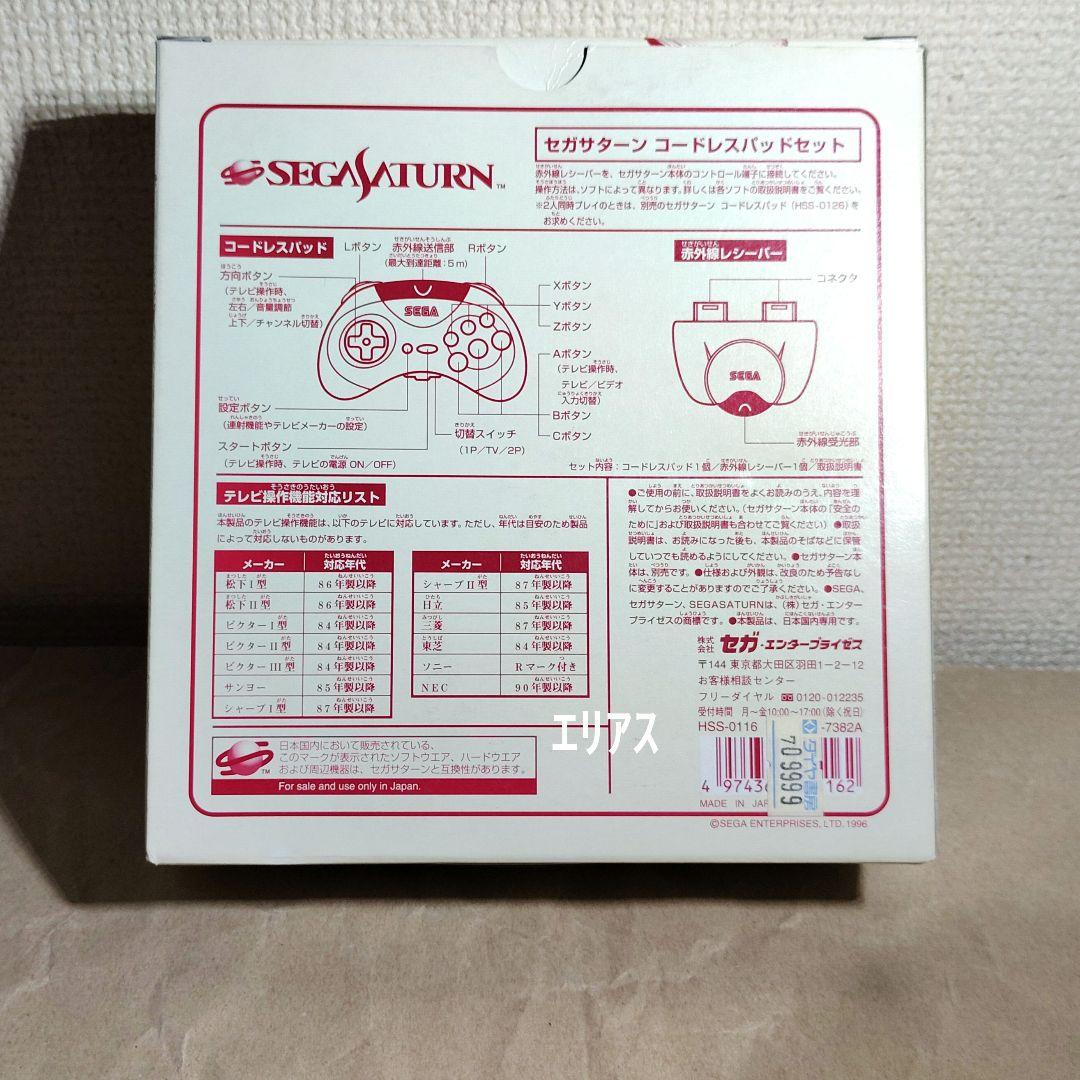 SEGASATURN TM
セガサターン コードレスパッドセット
赤外線レシーバーを、セガサターン本体のコントロール端子に接続してください。
操作方法は、ソフトによって異なります。詳しくは各ソフトの取扱説明書をご覧ください。
※2人同時プレイのときは、別売のセガサターン コードレスパッド (HSS-0126) を
お求めください。
コードレスパッド
Lボタン
赤外線送信部
(最大到達距離：5m)
Rボタン
方向ボタン
(テレビ操作時、
左右／音量調節
上下／チャンネル切替)
SEGA
Xボタン
Yボタン
Zボタン
Aボタン
(テレビ操作時、
テレビ／ビデオ
入力切替)
Bボタン
Cボタン
設定ボタン
(連射機能やテレビメーカーの設定)
スタートボタン
(テレビ操作時、テレビの電源 ON／OFF)
切替スイッチ
(1P／TV／2P)
赤外線レシーバー
コネクタ
SEGA
赤外線受光部
セット内容：コードレスパッド1個／赤外線レシーバー1個／取扱説明書
テレビ操作機能対応リスト
本製品のテレビ操作機能は、以下のテレビに対応しています。ただし、年代は目安のため製品
によって対応しないものがあります。
メーカー 対応年代
松下I型 86年製以降
松下II型 86年製以降
ビクターI型 84年製以降
ビクターII型 84年製以降
ビクターIII型 84年製以降
サンヨー 85年製以降
シャープI型 87年製以降
メーカー 対応年代
シャープII型 87年製以降
日立 85年製以降
三菱 87年製以降
東芝 84年製以降
ソニー Rマーク付き
NEC 90年製以降
●ご使用の前に、取扱説明書をよくお読みのうえ、内容を理
解してからお使いください。(セガサターン本体の「安全の
ために」および取扱説明書も合わせてご覧ください) ●取扱
説明書は、お読みになった後も、本製品のそばなどに保管
していつでも読めるようにしてください。●セガサターン本
体は、別売です。●仕様および外観は、改良のため予告なし
に変更することがありますのでご了承ください。●SEGA、
セガサターン、SEGASATURNは、(株)セガ・エンター
プライゼスの商標です。●本製品は、日本国内専用です。
株式会社 セガ・エンタープライゼス
〒144 東京都大田区羽田1-2-12
お客様相談センター
フリーダイヤル 0120-012235
受付時間 月〜金10:00〜17:00(除く祝日)
HSS-0116
-7382A
エリアス
日本国内において販売されている、
このマークが表示されたソフトウエア、ハードウエア
および周辺機器は、セガサターンと互換性があります。
TM
For sale and use only in Japan.
ダイヤ書房
709999
4 9743
162
MADE IN JAP
©SEGA ENTERPRISES, LTD. 1996